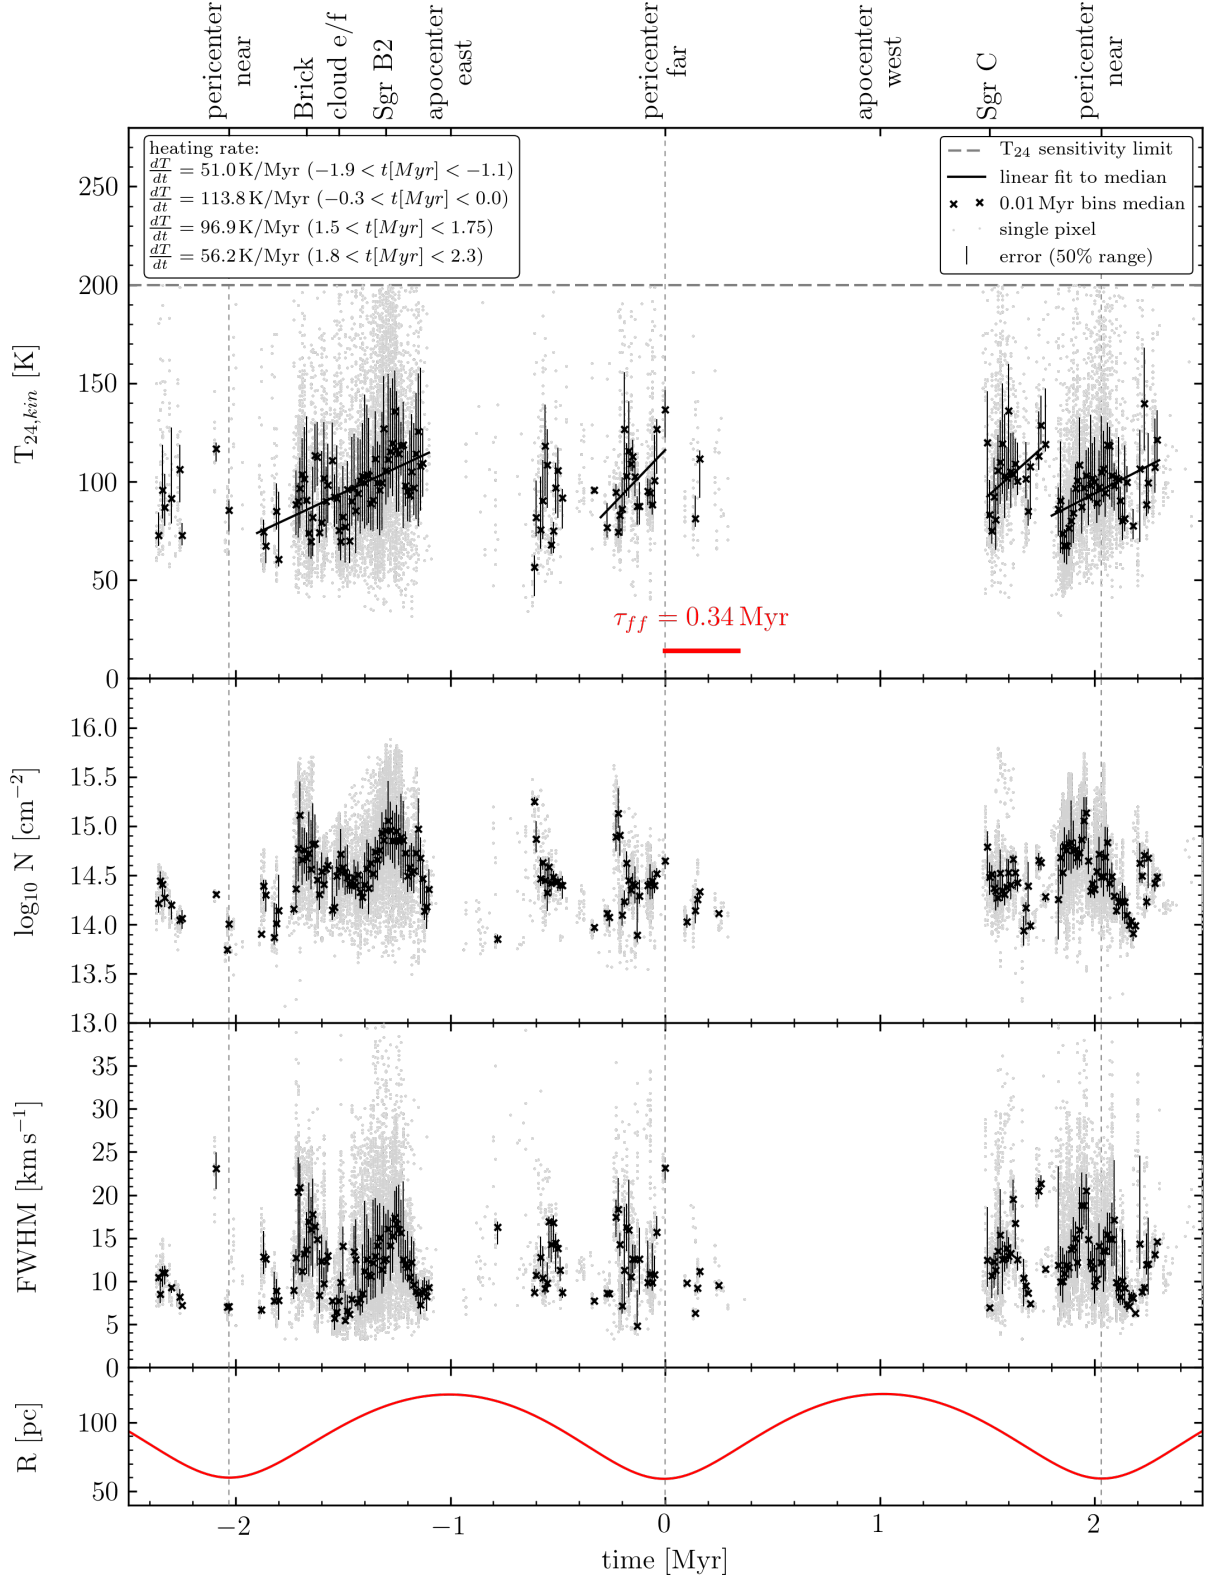 pericenter
near
Brick
cloud e/f
Sgr B2
apocenter
east
pericenter
far
apocenter
west
Sgr C
pericenter
near
heating rate:
dT/dt = 51.0 K/Myr (−1.9 < t[Myr] < −1.1)
dT/dt = 113.8 K/Myr (−0.3 < t[Myr] < 0.0)
dT/dt = 96.9 K/Myr (1.5 < t[Myr] < 1.75)
dT/dt = 56.2 K/Myr (1.8 < t[Myr] < 2.3)
T₂₄ sensitivity limit
linear fit to median
0.01 Myr bins median
single pixel
error (50% range)
T₂₄,kin [K]
250
200
150
100
50
0
τff = 0.34 Myr
log₁₀ N [cm⁻²]
16.0
15.5
15.0
14.5
14.0
13.5
13.0
FWHM [km s⁻¹]
35
30
25
20
15
10
5
0
R [pc]
100
50
−2
−1
0
1
2
time [Myr]